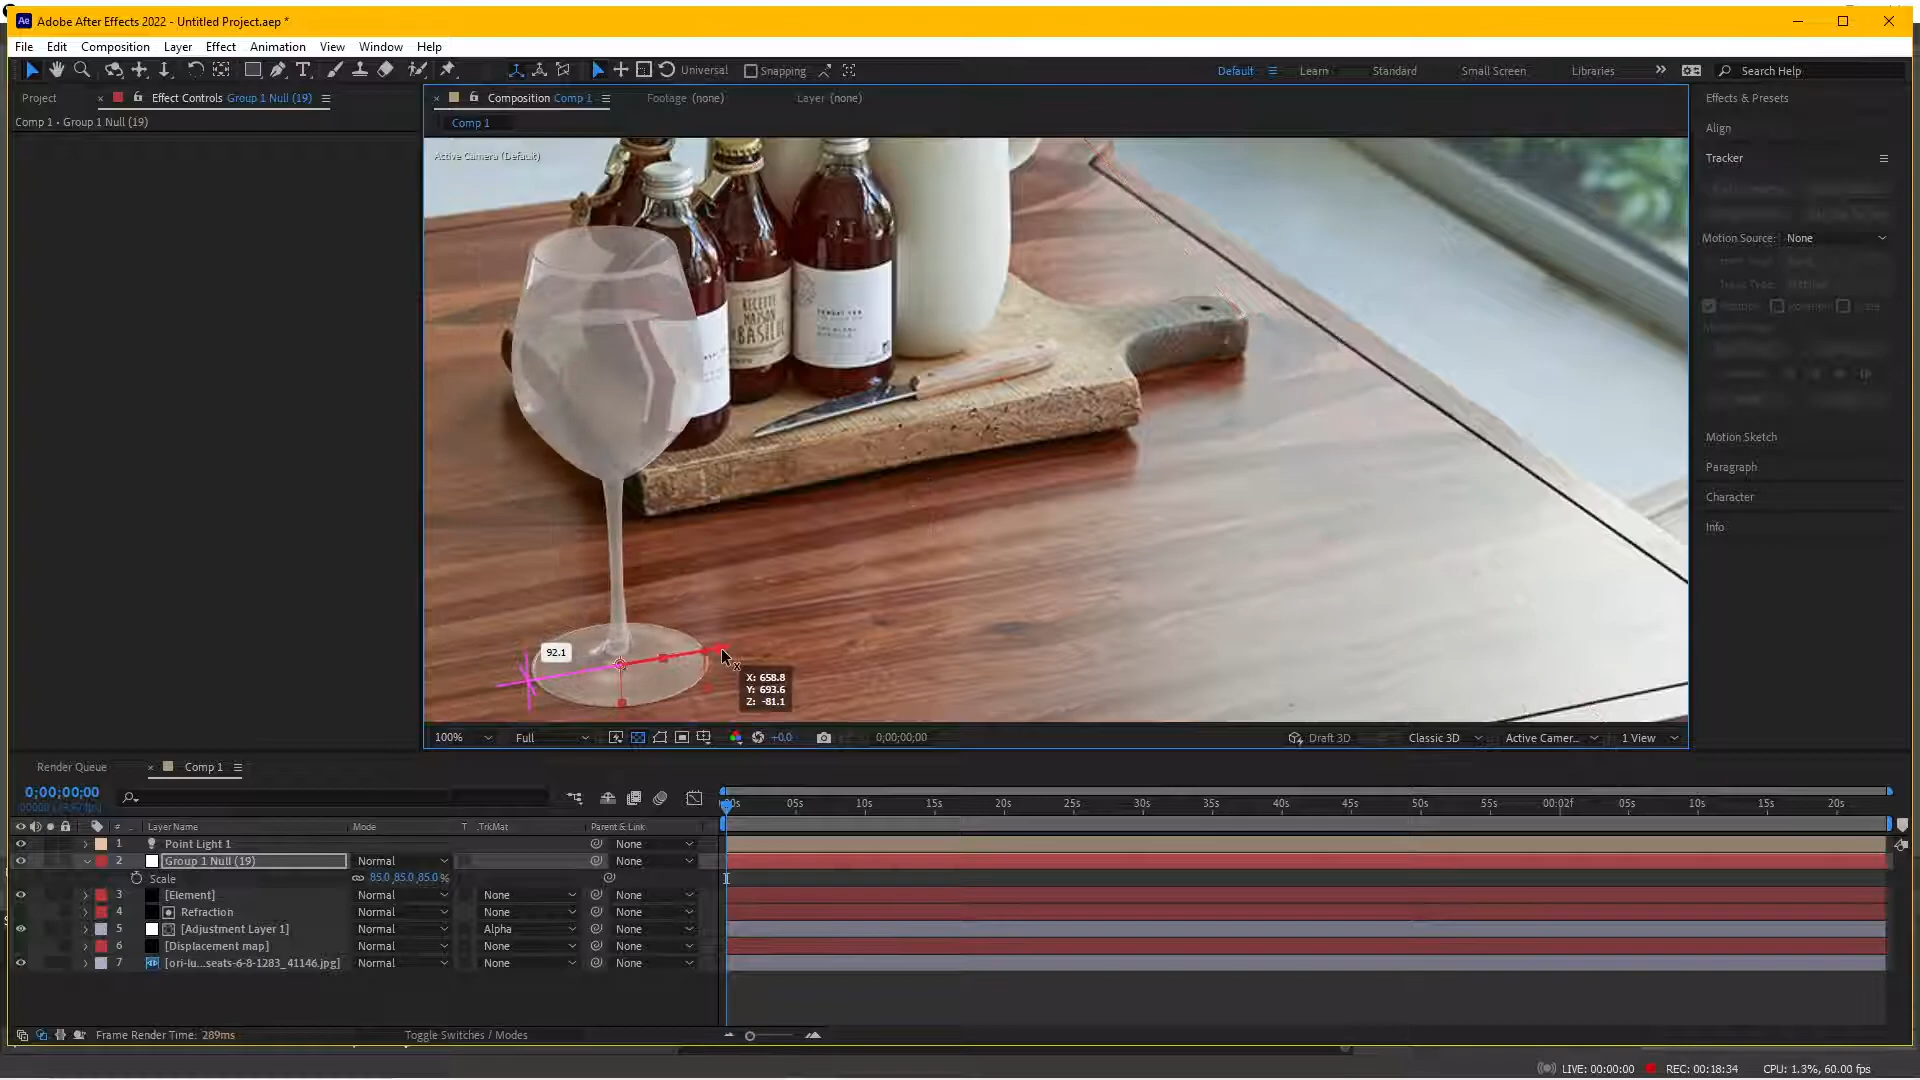 Adobe After Effects 2022 - Untitled Project.aep *
File Edit Composition Layer Effect Animation View Window Help
Universal Snapping Default Learn Standard Small Screen Libraries Search Help
Project Effect Controls Group 1 Null (19)
Comp 1 • Group 1 Null (19)
Composition Comp 1 Footage (none) Layer (none)
Comp 1
Active Camera (Default)
Effects & Presets
Align
Tracker
Motion Source: None
Motion Sketch
Paragraph
Character
Info
RECETTE
MAISON
BASILIC
92.1
X: 658.8
Y: 693.6
Z: -81.1
100% Full +0.0 0;00;00;00 Draft 3D Classic 3D Active Camer... 1 View
Render Queue Comp 1
0;00;00;00
05s 10s 15s 20s 25s 30s 35s 40s 45s 50s 55s 00:02f 05s 10s 15s 20s
# Layer Name Mode T .TrkMat Parent & Link
1 Point Light 1 None
2 Group 1 Null (19) Normal None
Scale 85.0,85.0,85.0%
3 [Element] Normal None None
4 Refraction Normal None None
5 [Adjustment Layer 1] Normal Alpha None
6 [Displacement map] Normal None None
7 [ori-lu...seats-6-8-1283_41146.jpg] Normal None None
Frame Render Time: 289ms Toggle Switches / Modes
LIVE: 00:00:00 REC: 00:18:34 CPU: 1.3%, 60.00 fps